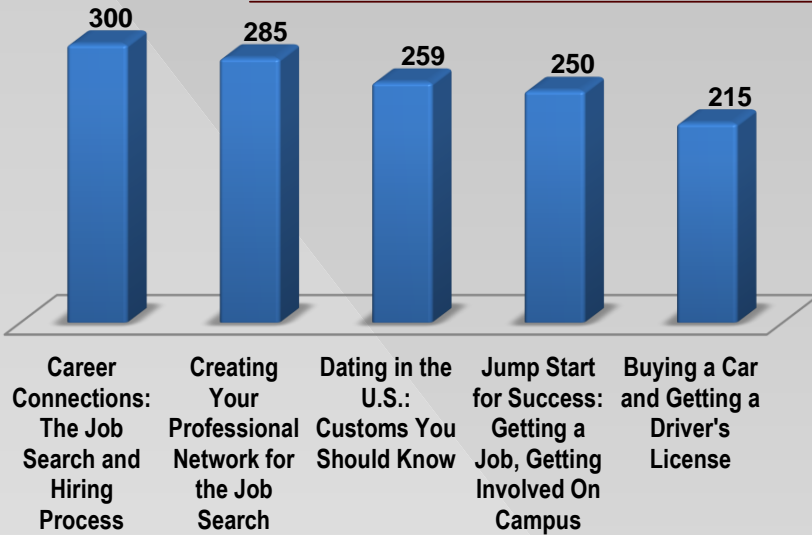 300
285
259
250
215
Career
Connections:
The Job
Search and
Hiring
Process
Creating
Your
Professional
Network for
the Job
Search
Dating in the
U.S.:
Customs You
Should Know
Jump Start
for Success:
Getting a
Job, Getting
Involved On
Campus
Buying a Car
and Getting a
Driver's
License